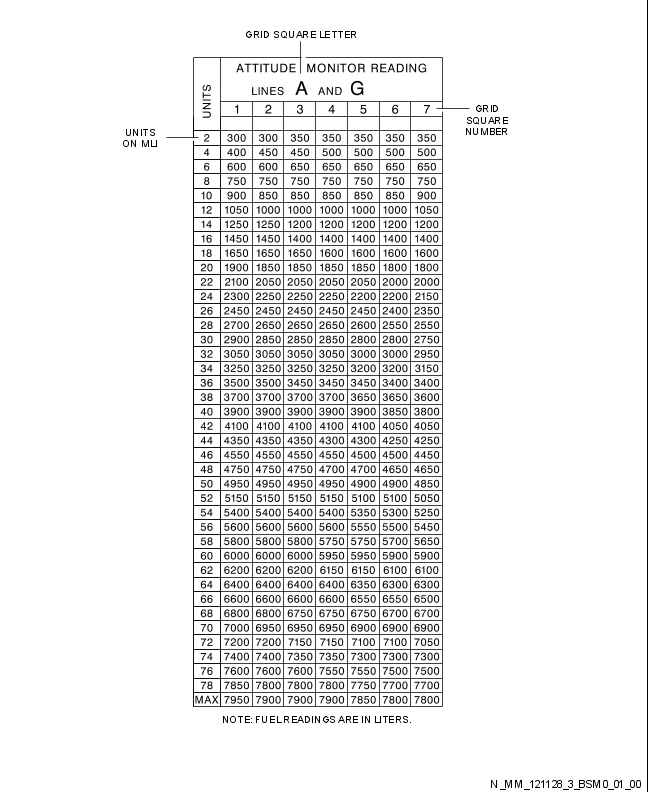 GRID SQUARE LETTER
ATTITUDE MONITOR READING
LINES A AND G
UNITS
1 2 3 4 5 6 7
GRID
SQUARE
NUMBER
UNITS
ON MLI
2 300 300 350 350 350 350 350
4 400 450 450 500 500 500 500
6 600 600 650 650 650 650 650
8 750 750 750 750 750 750 750
10 900 850 850 850 850 850 900
12 1050 1000 1000 1000 1000 1000 1050
14 1250 1250 1200 1200 1200 1200 1200
16 1450 1450 1400 1400 1400 1400 1400
18 1650 1650 1650 1600 1600 1600 1600
20 1900 1850 1850 1850 1850 1800 1800
22 2100 2050 2050 2050 2050 2000 2000
24 2300 2250 2250 2250 2200 2200 2150
26 2450 2450 2450 2450 2450 2400 2350
28 2700 2650 2650 2650 2600 2550 2550
30 2900 2850 2850 2850 2800 2800 2750
32 3050 3050 3050 3050 3000 3000 2950
34 3250 3250 3250 3250 3200 3200 3150
36 3500 3500 3450 3450 3450 3400 3400
38 3700 3700 3700 3700 3650 3650 3600
40 3900 3900 3900 3900 3900 3850 3800
42 4100 4100 4100 4100 4100 4050 4050
44 4350 4350 4350 4300 4300 4250 4250
46 4550 4550 4550 4550 4500 4500 4450
48 4750 4750 4750 4700 4700 4650 4650
50 4950 4950 4950 4950 4900 4900 4850
52 5150 5150 5150 5150 5100 5100 5050
54 5400 5400 5400 5400 5350 5300 5250
56 5600 5600 5600 5600 5550 5500 5450
58 5800 5800 5800 5750 5750 5700 5650
60 6000 6000 6000 5950 5950 5900 5900
62 6200 6200 6200 6150 6150 6100 6100
64 6400 6400 6400 6400 6350 6300 6300
66 6600 6600 6600 6600 6550 6550 6500
68 6800 6800 6750 6750 6750 6700 6700
70 7000 6950 6950 6950 6900 6900 6900
72 7200 7200 7150 7150 7100 7100 7050
74 7400 7400 7350 7350 7300 7300 7300
76 7600 7600 7600 7550 7550 7500 7500
78 7850 7800 7800 7800 7750 7700 7700
MAX 7950 7900 7900 7900 7850 7800 7800
NOTE: FUEL READINGS ARE IN LITERS.
N_MM_121128_3_BSM0_01_00